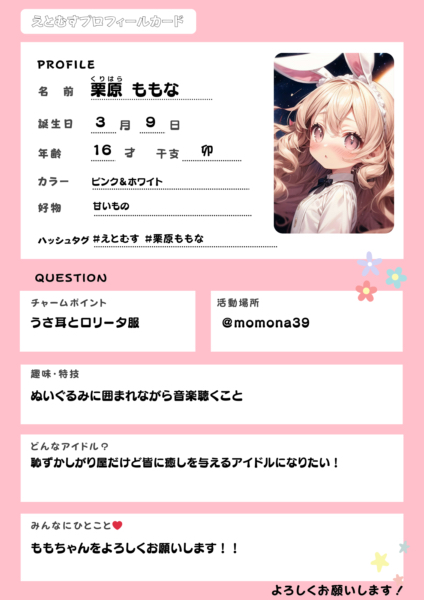 えとむすプロフィールカード
PROFILE
くりはら
名 前 栗原 ももな
誕生日 3 月 9 日
年齢 16 才 干支 卯
カラー ピンク&ホワイト
好物 甘いもの
ハッシュタグ #えとむす #栗原ももな
QUESTION
チャームポイント
うさ耳とロリータ服
活動場所
@momona39
趣味・特技
ぬいぐるみに囲まれながら音楽聴くこと
どんなアイドル?
恥ずかしがり屋だけど皆に癒しを与えるアイドルになりたい!
みんなにひとこと❤
ももちゃんをよろしくお願いします!!
よろしくお願いします!